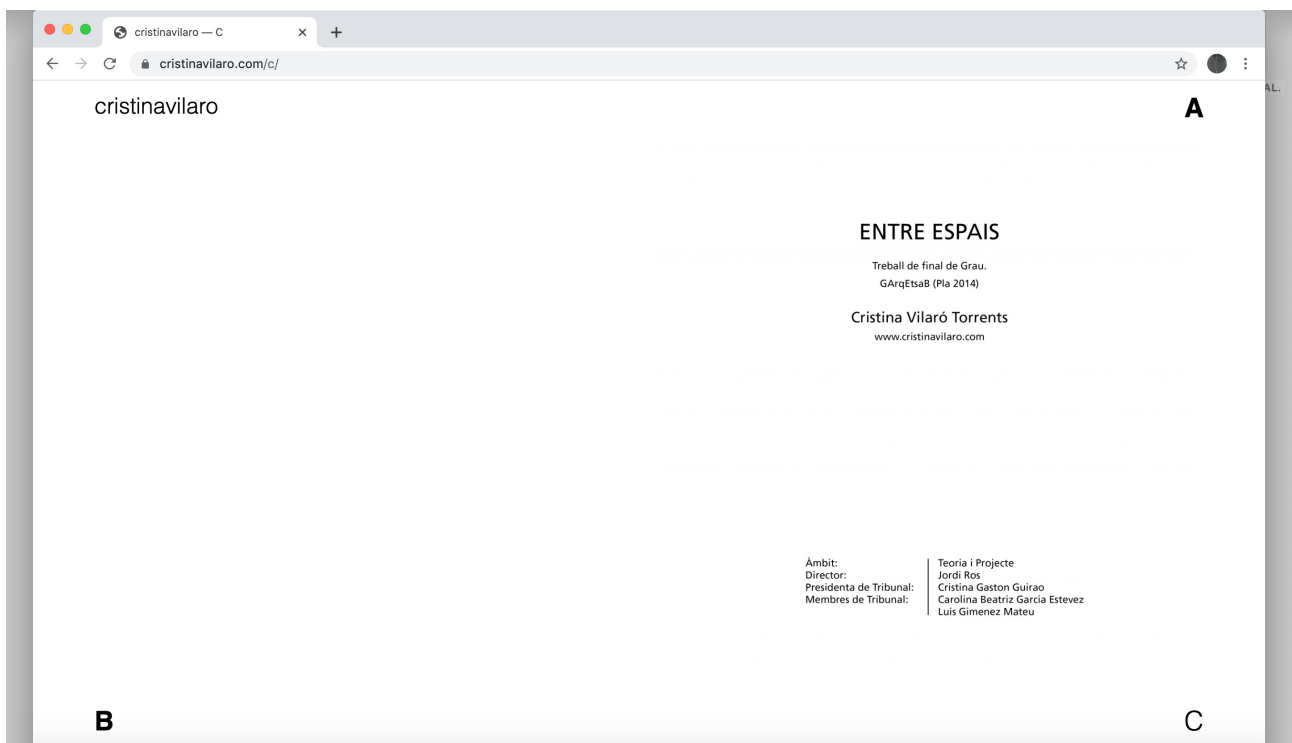 cristinavilaro — C
cristinavilaro.com/c/
AL.
cristinavilaro
A
ENTRE ESPAIS
Treball de final de Grau.
GArqEtsaB (Pla 2014)
Cristina Vilaró Torrents
www.cristinavilaro.com
Àmbit: Teoria i Projecte
Director: Jordi Ros
Presidenta de Tribunal: Cristina Gaston Guirao
Membres de Tribunal: Carolina Beatriz Garcia Estevez
Luis Gimenez Mateu
B
C